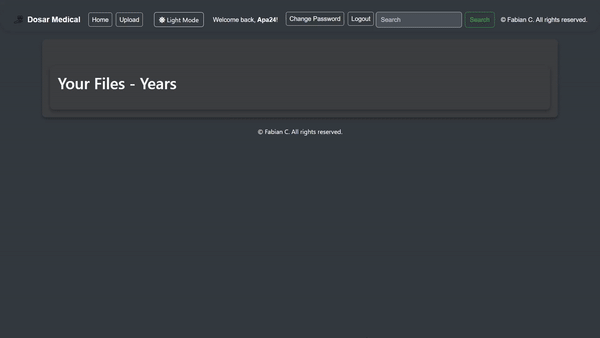 Dosar Medical Home Upload Light Mode Welcome back, Apa24! Change Password Logout Search Search © Fabian C. All rights reserved.
Your Files - Years
© Fabian C. All rights reserved.